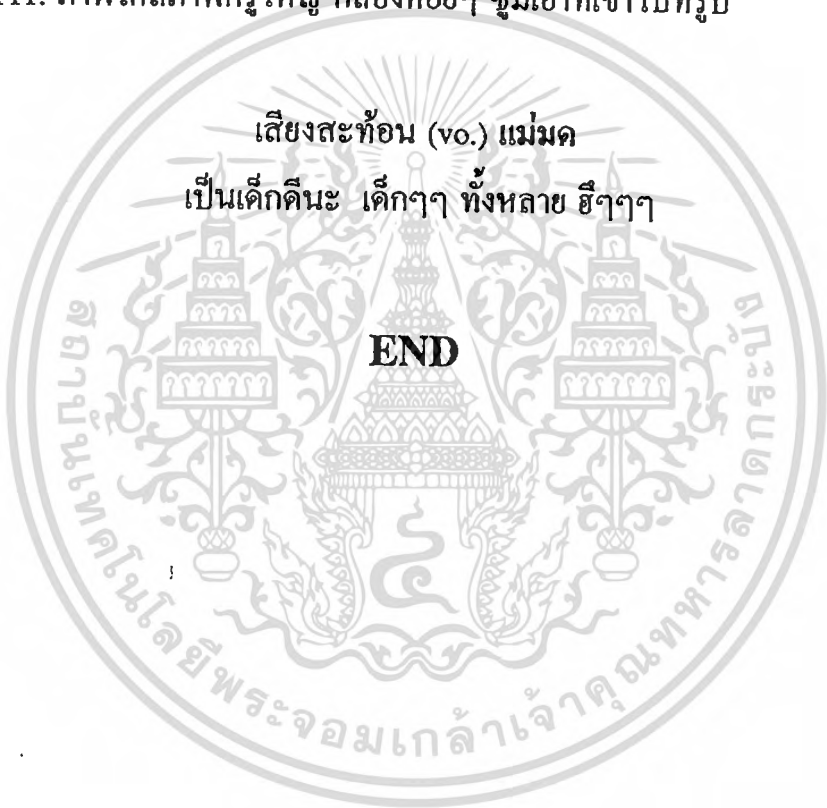 เสียงสะท้อน (vo.) แม่มด
เป็นเด็กดีนะ เด็กๆๆ ทั้งหลาย ฮึๆๆๆ
END
สถาบันเทคโนโลยีพระจอมเกล้าเจ้าคุณทหารลาดกระบัง